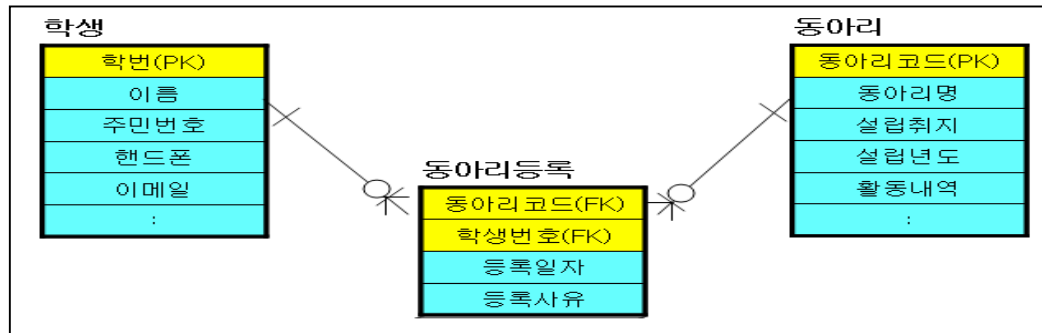 학생
학번(PK)
이름
주민번호
핸드폰
이메일
:
동아리
동아리코드(PK)
동아리명
설립취지
설립년도
활동내역
:
동아리등록
동아리코드(FK)
학생번호(FK)
등록일자
등록사유